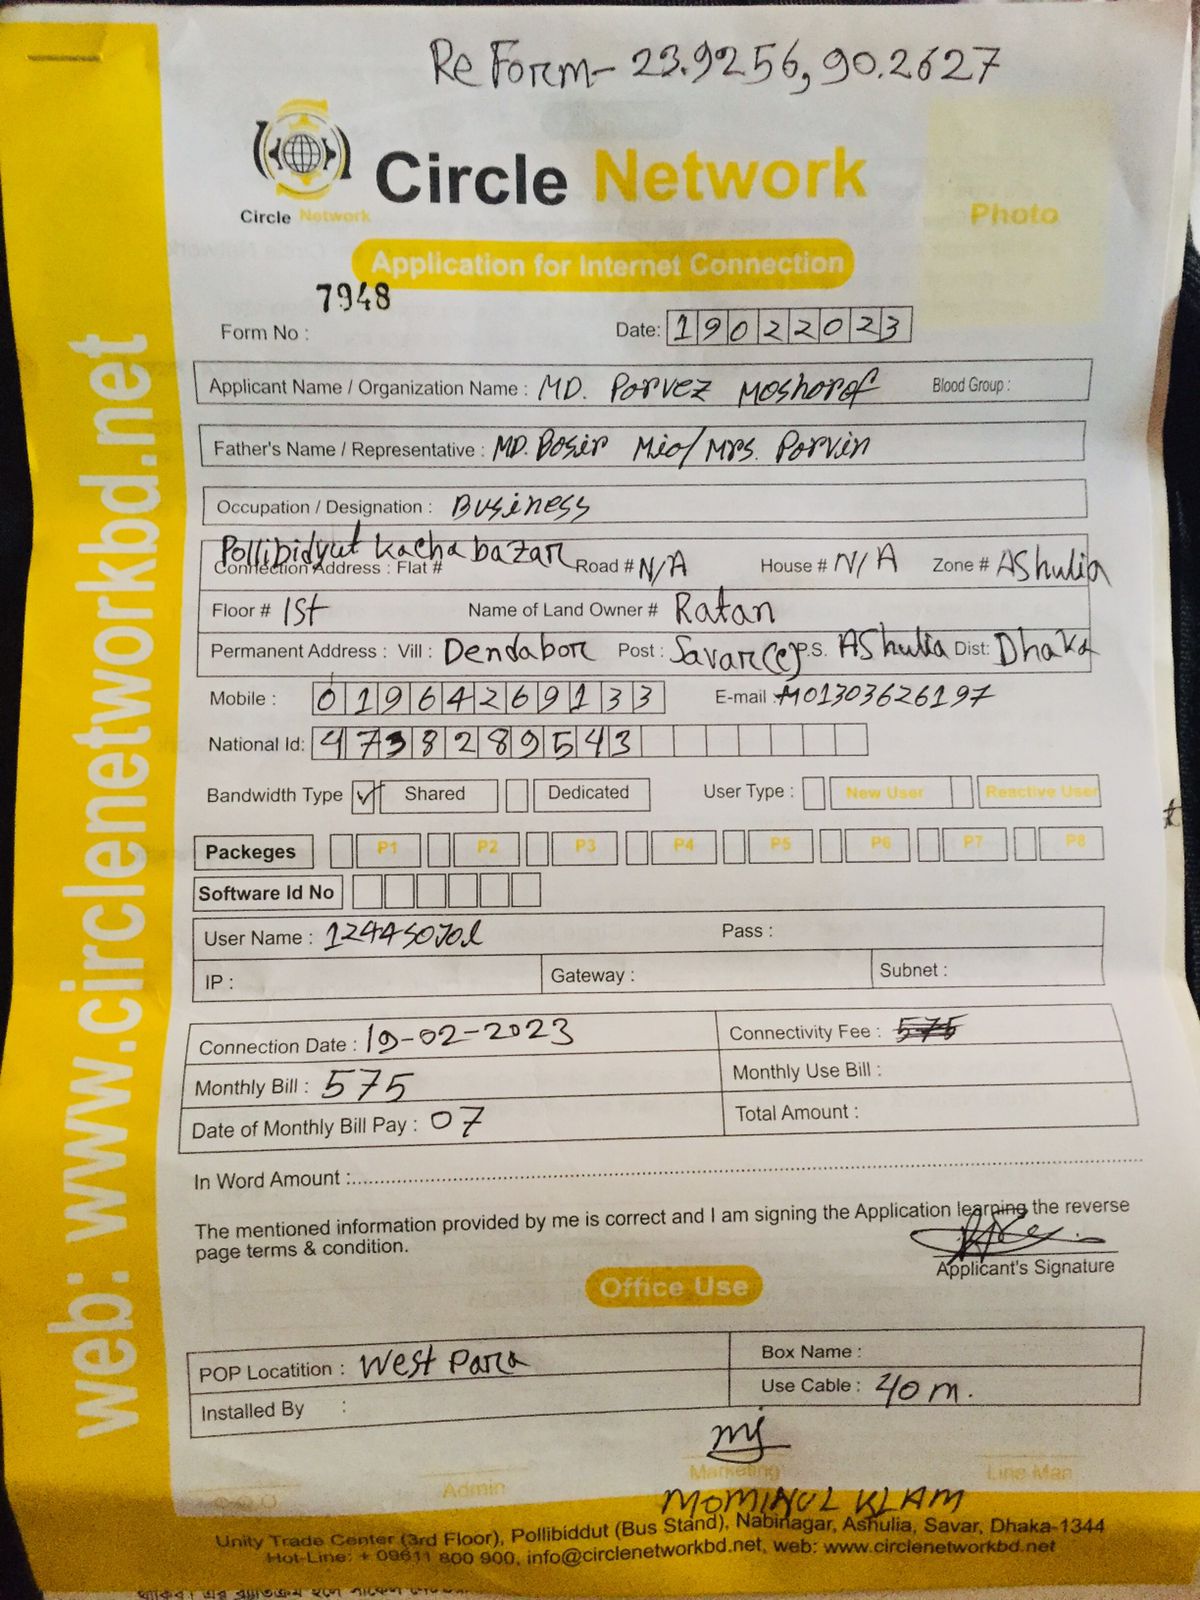 Re Form- 23.9256, 90.2627
Circle Network
Circle Network
Photo
Application for Internet Connection
7948
Form No :
Date: 19022023
Applicant Name / Organization Name : MD. Parvez Mosharaf Blood Group :
Father's Name / Representative : MD. Basir Mia/Mrs. Parvin
Occupation / Designation : Business
Pollibidyut kacha bazar
Connection Address : Flat # Road # N/A House # N/A Zone # AShulia
Floor # 1st Name of Land Owner # Ratan
Permanent Address : Vill : Dendabor Post : Savar(c) P.S. AShulia Dist: Dhaka
Mobile : 01964269133 E-mail : 01303626197
National Id: 4738289543
Bandwidth Type ✓ Shared Dedicated User Type : New User Reactive User
Packeges P1 P2 P3 P4 P5 P6 P7 P8
Software Id No
User Name : 1244sojol Pass :
IP : Gateway : Subnet :
Connection Date : 19-02-2023 Connectivity Fee : 575
Monthly Bill : 575 Monthly Use Bill :
Date of Monthly Bill Pay : 07 Total Amount :
In Word Amount :
The mentioned information provided by me is correct and I am signing the Application learning the reverse
page terms & condition.
Applicant's Signature
Office Use
POP Locatition : West Para Box Name :
Installed By : Use Cable : 40 m.
Admin Marketing Line Man
MOMINUL
Unity Trade Center (3rd Floor), Pollibiddut (Bus Stand), Nabinagar, Ashulia, Savar, Dhaka-1344
Hot-Line: + 09611 800 900, info@circlenetworkbd.net, web: www.circlenetworkbd.net
web: www.circlenetworkbd.net